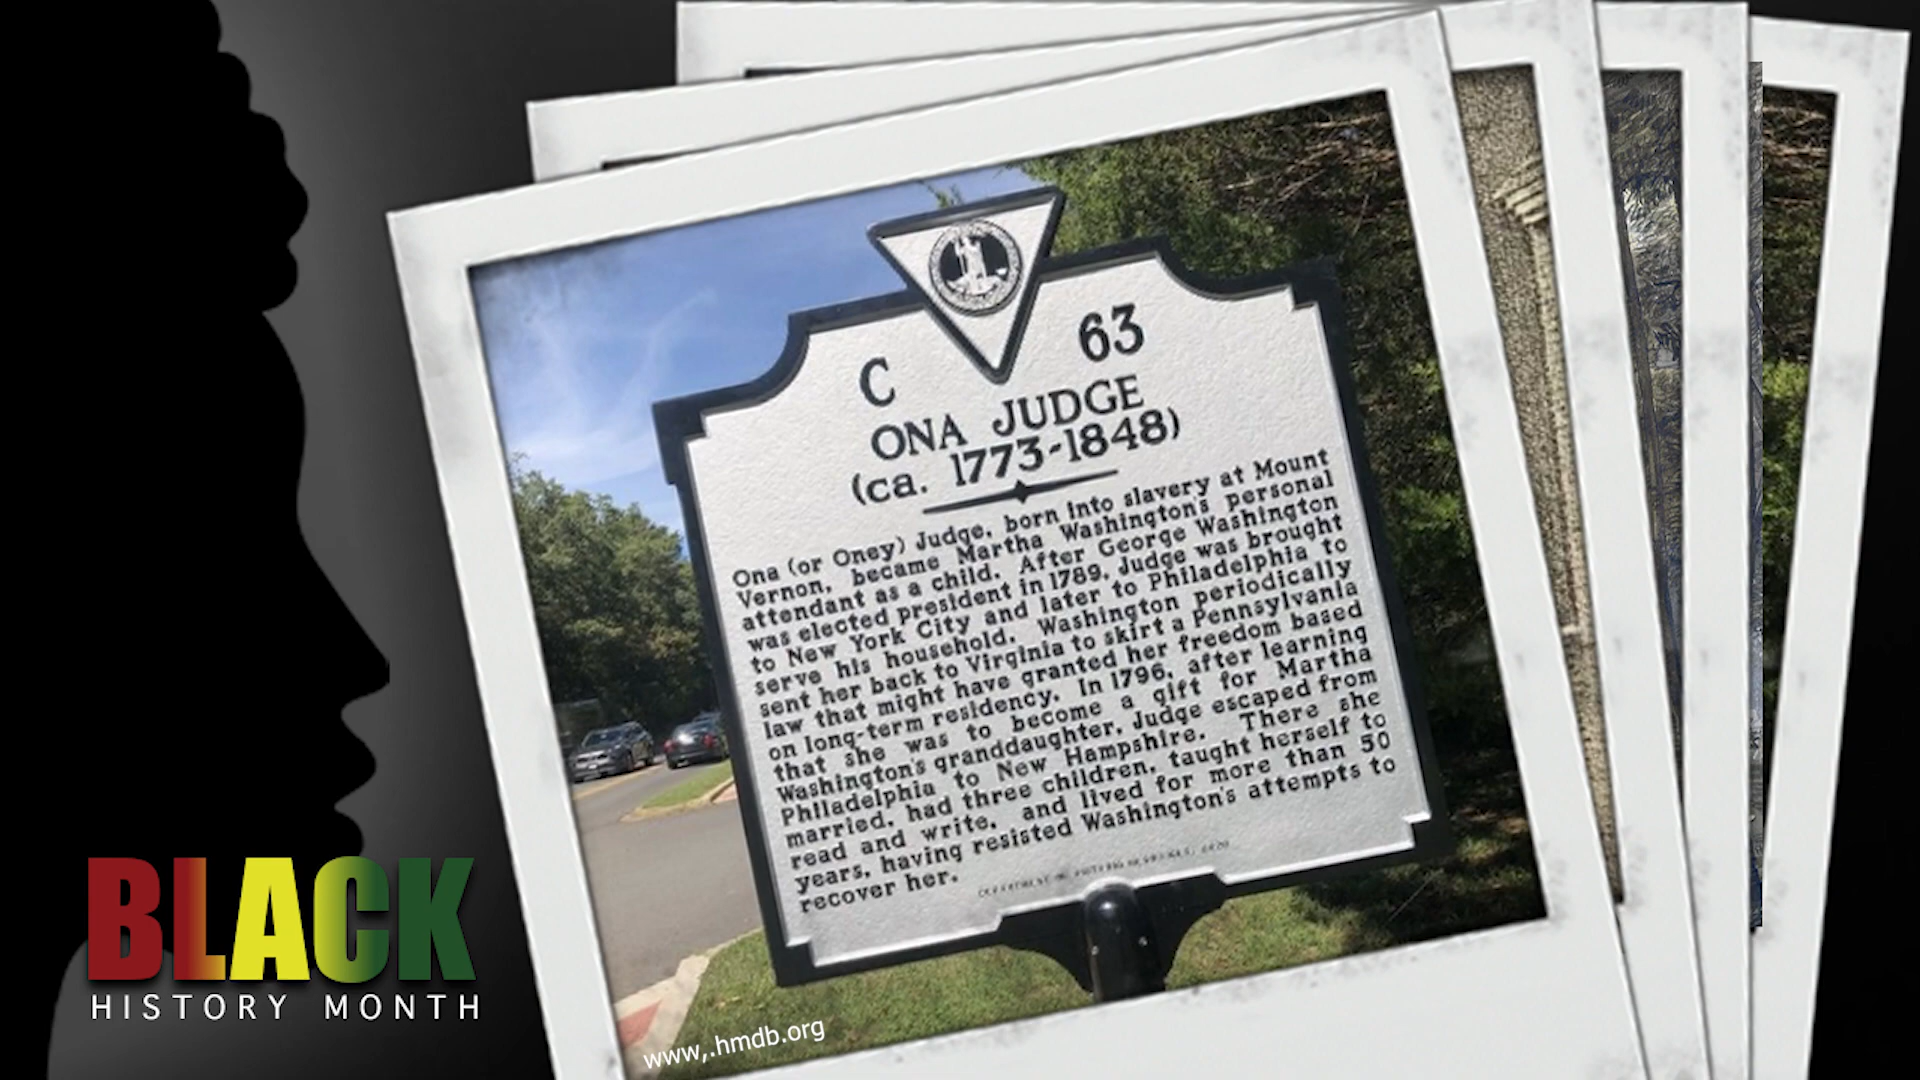 C 63
ONA JUDGE
(ca. 1773-1848)
Ona (or Oney) Judge, born into slavery at Mount
Vernon, became Martha Washington's personal
attendant as a child. After George Washington
was elected president in 1789, Judge was brought
to New York City and later to Philadelphia to
serve his household. Washington periodically
sent her back to Virginia to skirt a Pennsylvania
law that might have granted her freedom based
on long-term residency. In 1796, after learning
that she was to become a gift for Martha
Washington's granddaughter, Judge escaped from
Philadelphia to New Hampshire. There she
married, had three children, taught herself to
read and write, and lived for more than 50
years, having resisted Washington's attempts to
recover her.
DEPARTMENT OF HISTORIC RESOURCES, 2020
www,.hmdb.org
BLACK
HISTORY MONTH